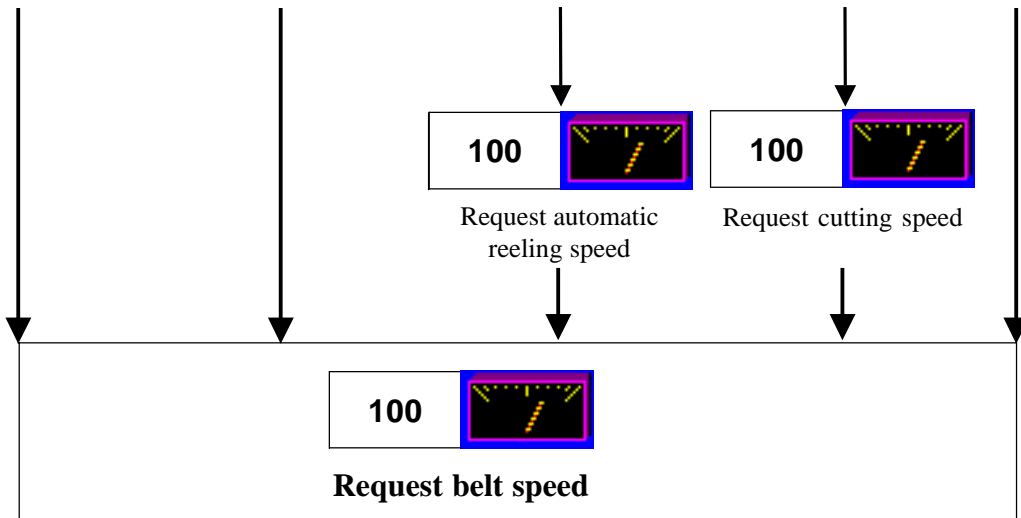 100
100
Request automatic
reeling speed
Request cutting speed
100
Request belt speed